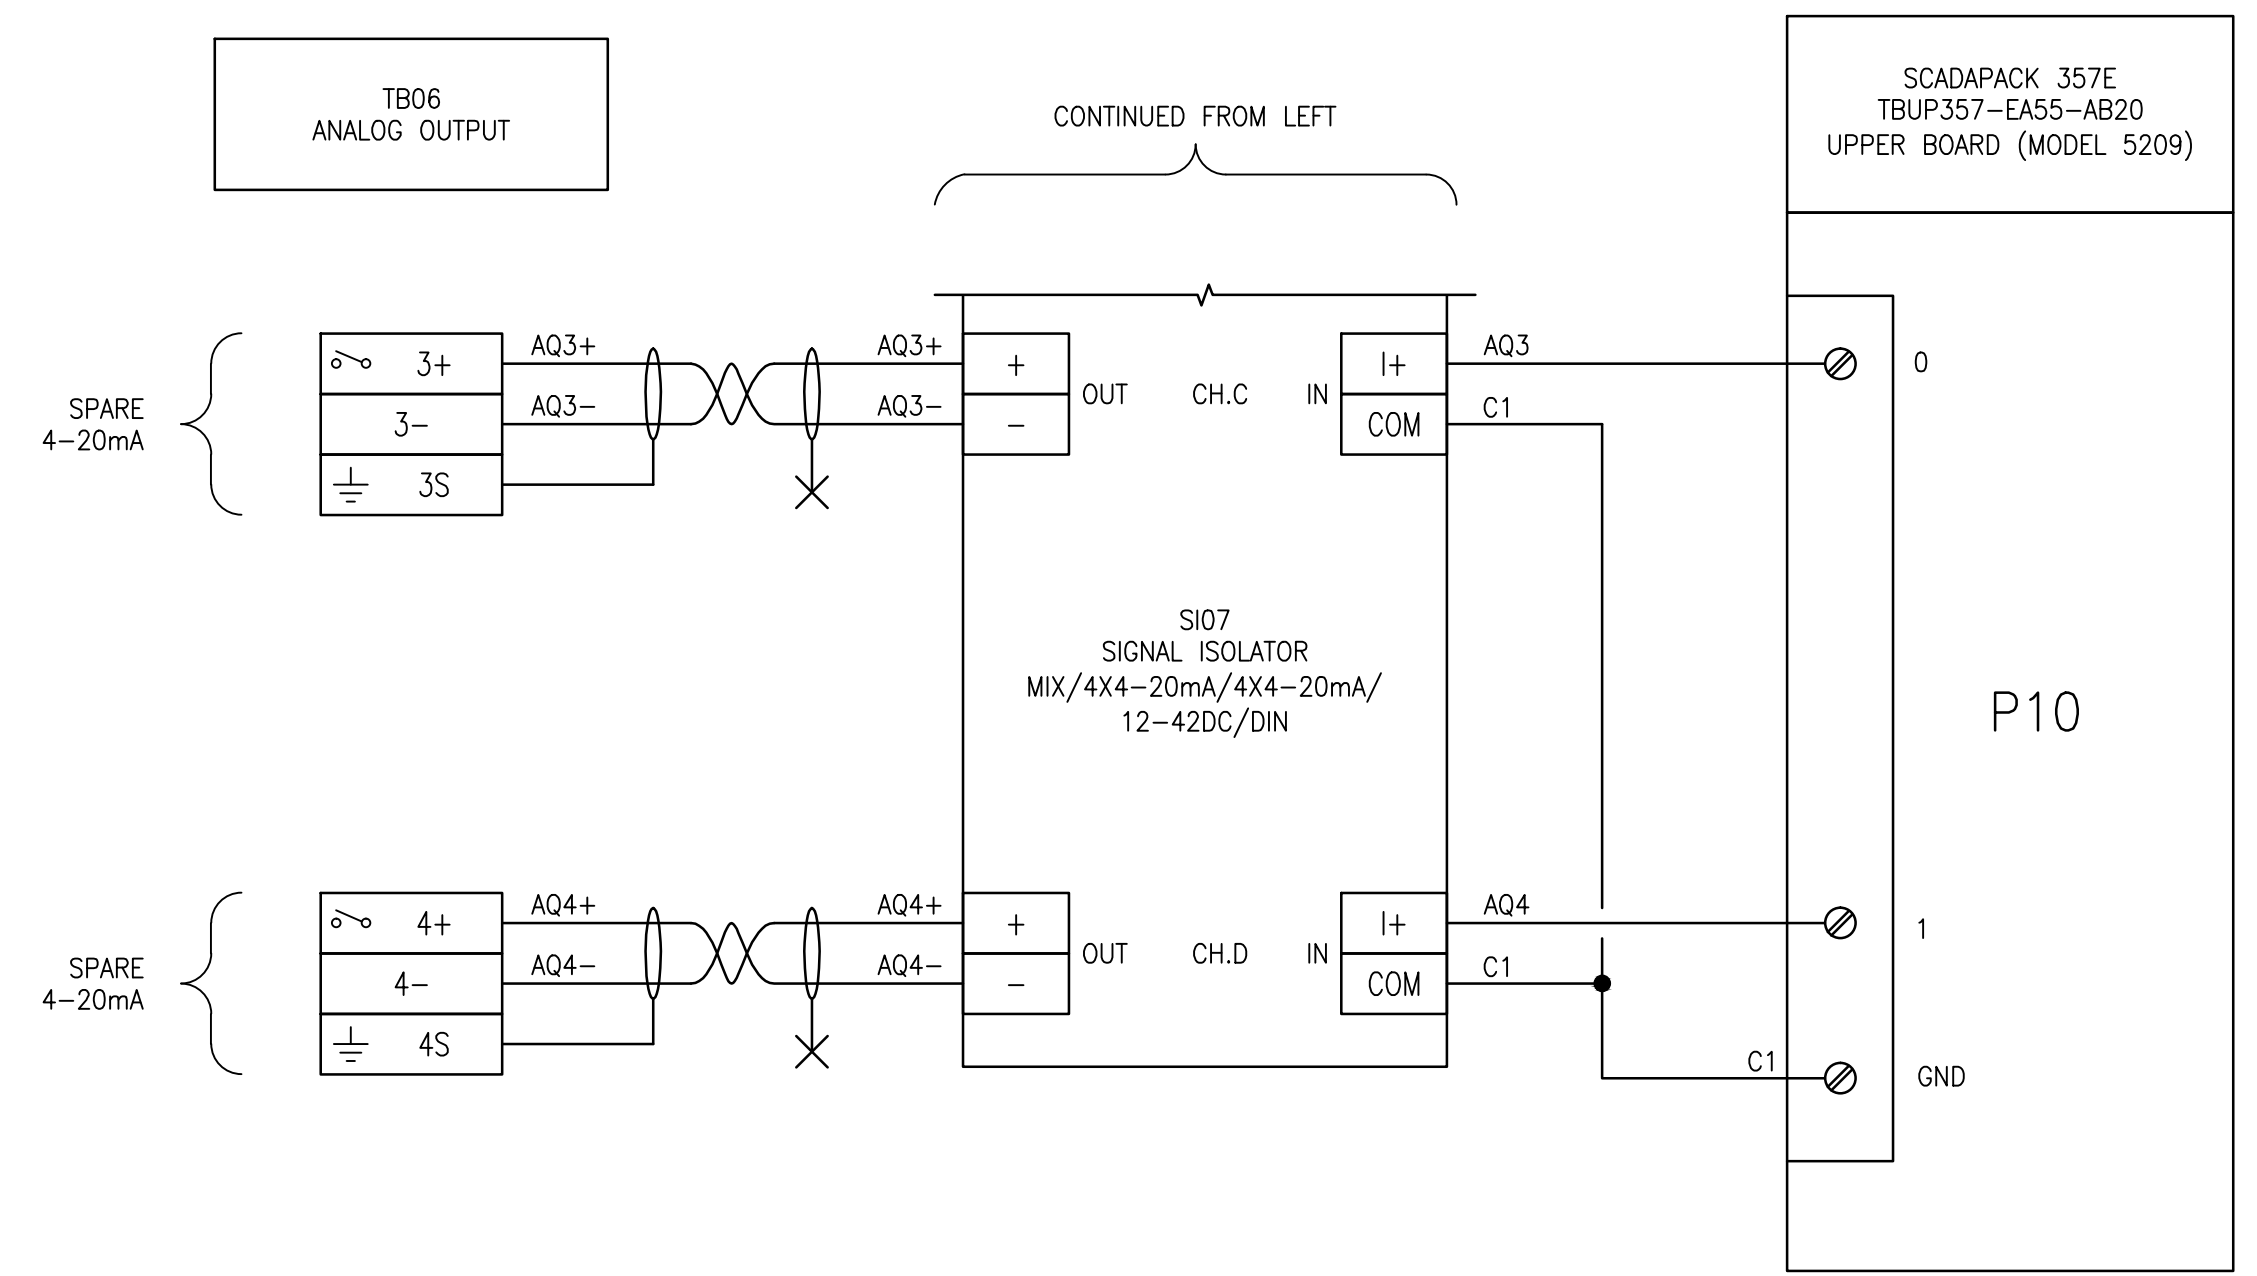 TB06
ANALOG OUTPUT
CONTINUED FROM LEFT
SCADAPACK 357E
TBUP357-EA55-AB20
UPPER BOARD (MODEL 5209)
SPARE
4-20mA
3+
3-
3S
AQ3+
AQ3-
AQ3+
AQ3-
+
-
OUT
CH.C
IN
I+
COM
AQ3
C1
0
SI07
SIGNAL ISOLATOR
MIX/4X4-20mA/4X4-20mA/
12-42DC/DIN
P10
SPARE
4-20mA
4+
4-
4S
AQ4+
AQ4-
AQ4+
AQ4-
+
-
OUT
CH.D
IN
I+
COM
AQ4
C1
1
C1
GND